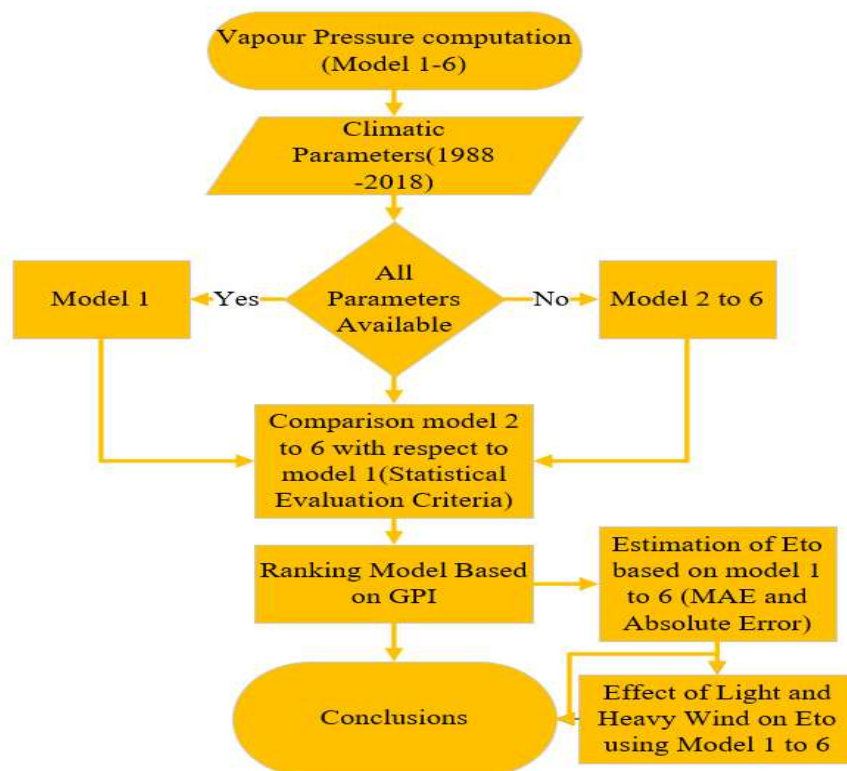 Vapour Pressure computation
(Model 1-6)
Climatic
Parameters(1988
-2018)
All
Parameters
Available
Yes
No
Model 1
Model 2 to 6
Comparison model 2
to 6 with respect to
model 1(Statistical
Evaluation Criteria)
Ranking Model Based
on GPI
Estimation of Eto
based on model 1
to 6 (MAE and
Absolute Error)
Effect of Light and
Heavy Wind on Eto
using Model 1 to 6
Conclusions